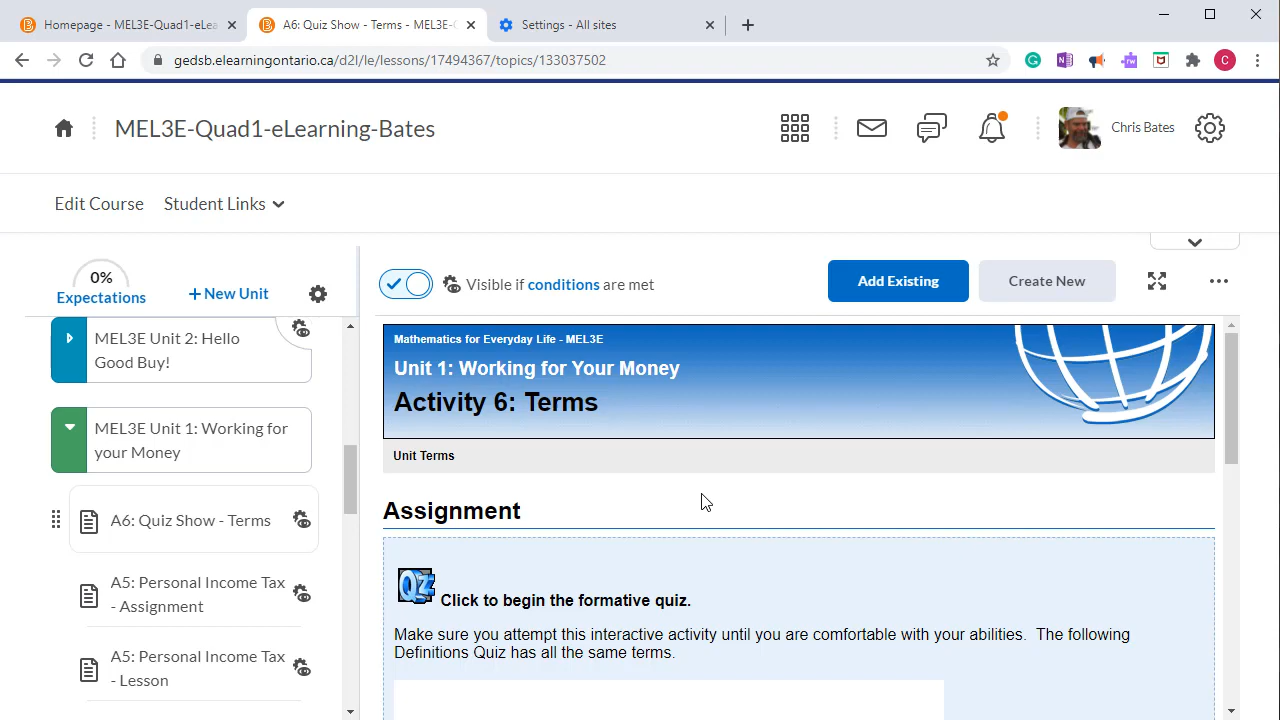 Homepage - MEL3E-Quad1-eLea
A6: Quiz Show - Terms - MEL3E-C
Settings - All sites
gedsb.elearningontario.ca/d2l/le/lessons/17494367/topics/133037502
C
MEL3E-Quad1-eLearning-Bates
Chris Bates
Edit Course
Student Links
0%
Expectations
+ New Unit
Visible if conditions are met
Add Existing
Create New
MEL3E Unit 2: Hello
Good Buy!
MEL3E Unit 1: Working for
your Money
A6: Quiz Show - Terms
A5: Personal Income Tax
- Assignment
A5: Personal Income Tax
- Lesson
Mathematics for Everyday Life - MEL3E
Unit 1: Working for Your Money
Activity 6: Terms
Unit Terms
Assignment
QZ
Click to begin the formative quiz.
Make sure you attempt this interactive activity until you are comfortable with your abilities.  The following
Definitions Quiz has all the same terms.